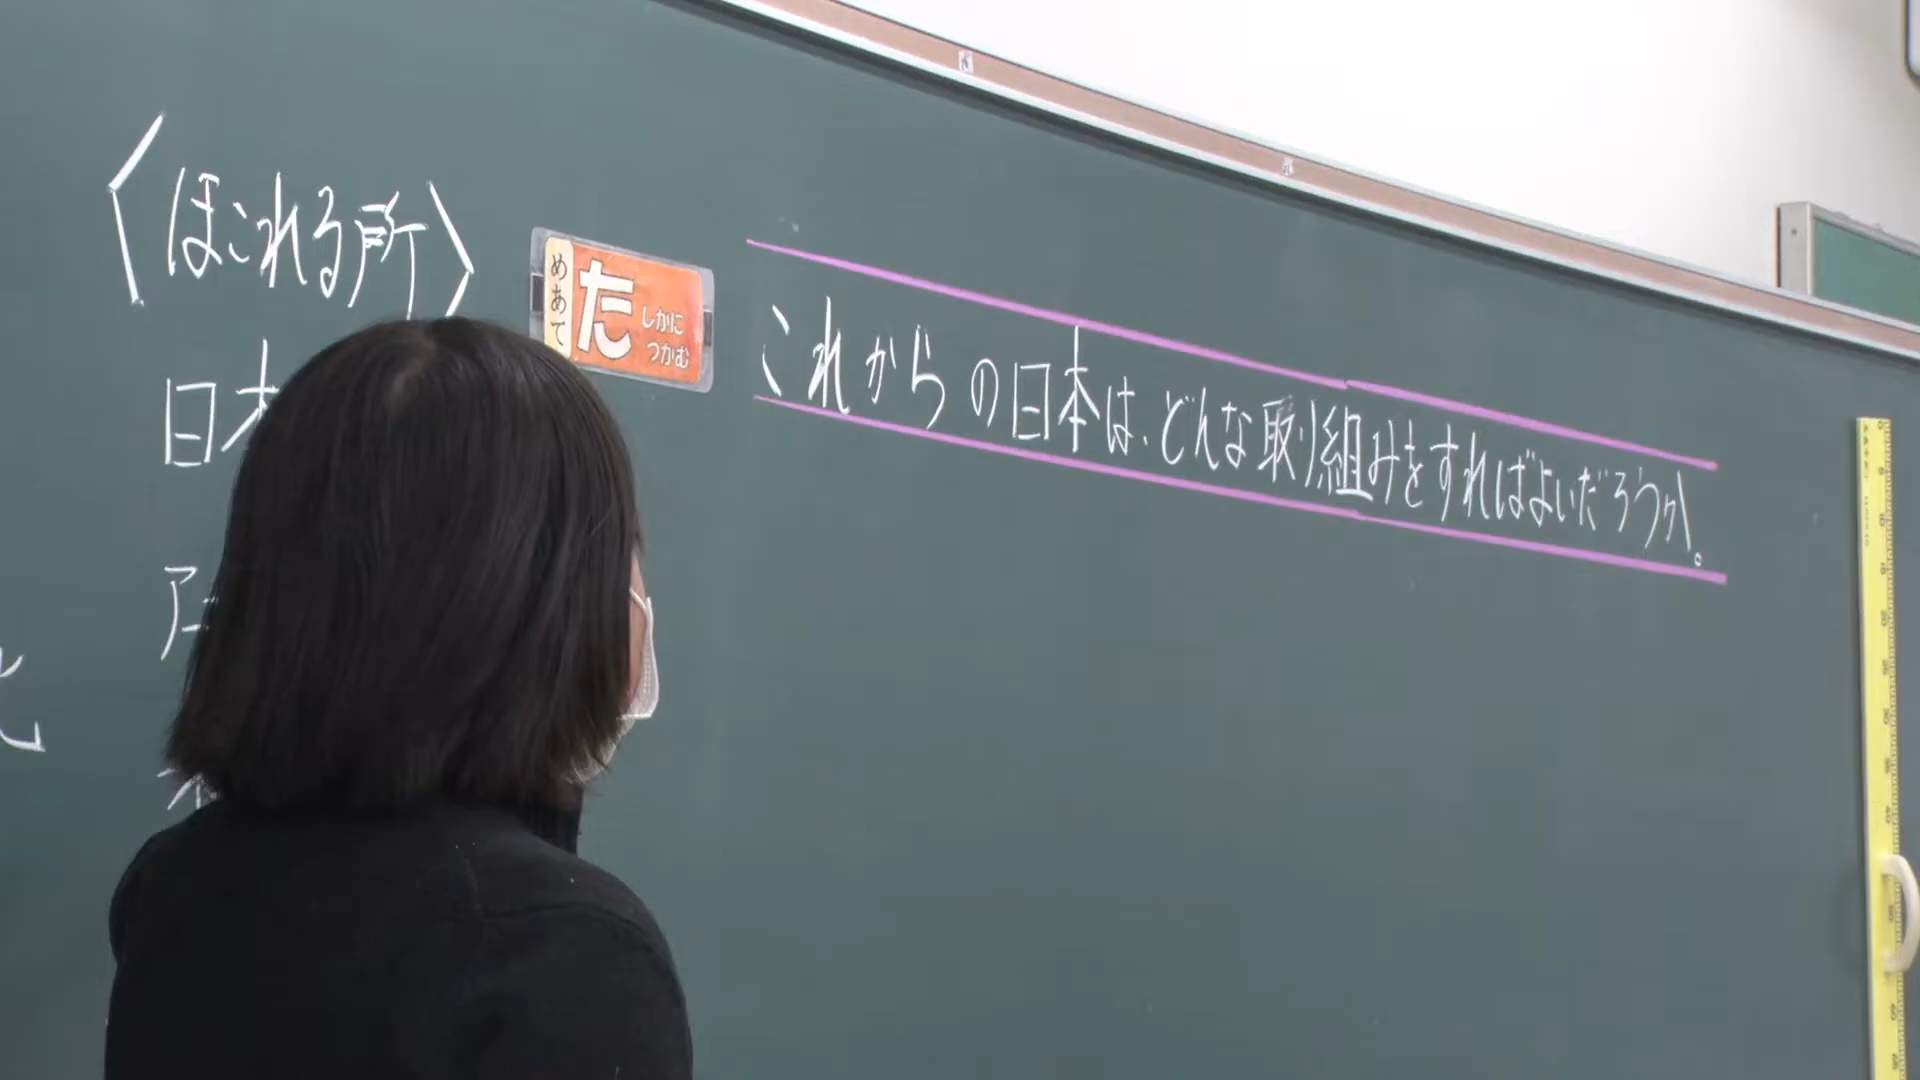 〈ほこれる所〉
めあて
た
しかに
つかむ
これからの日本は、どんな取り組みをすればよいだろうか。
日本